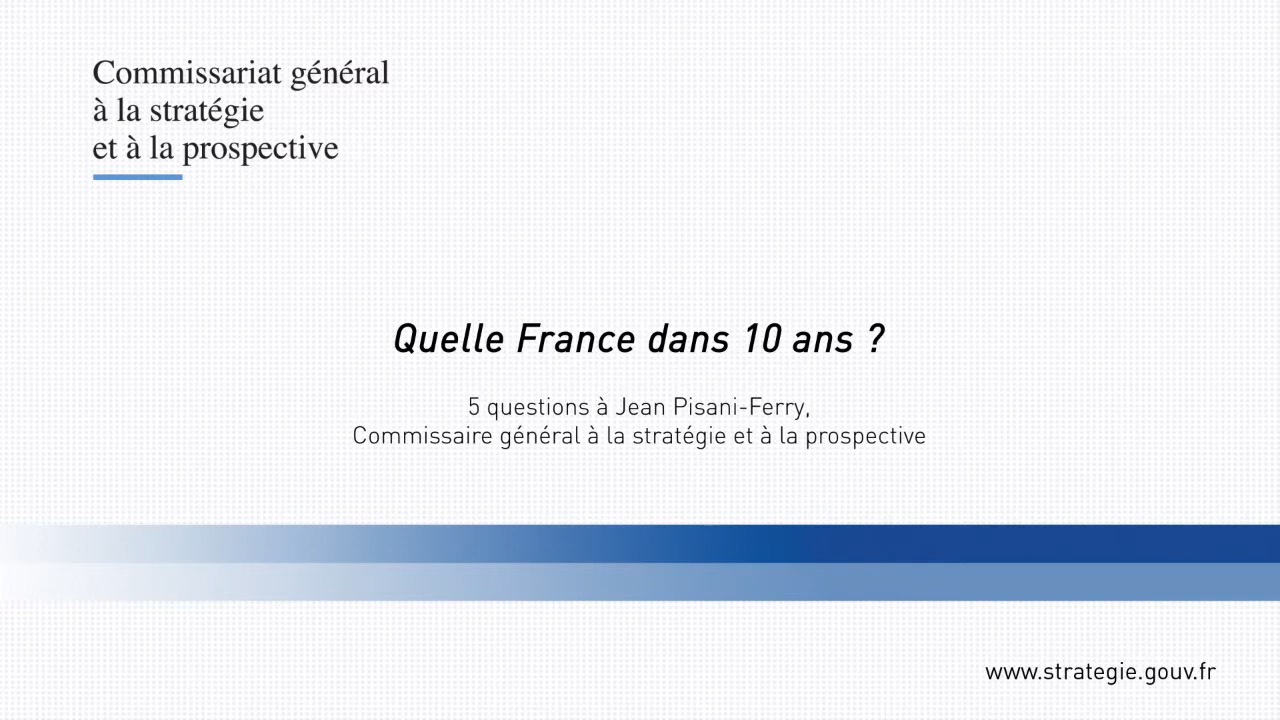 Commissariat général
à la stratégie
et à la prospective
Quelle France dans 10 ans ?
5 questions à Jean Pisani-Ferry,
Commissaire général à la stratégie et à la prospective
www.strategie.gouv.fr